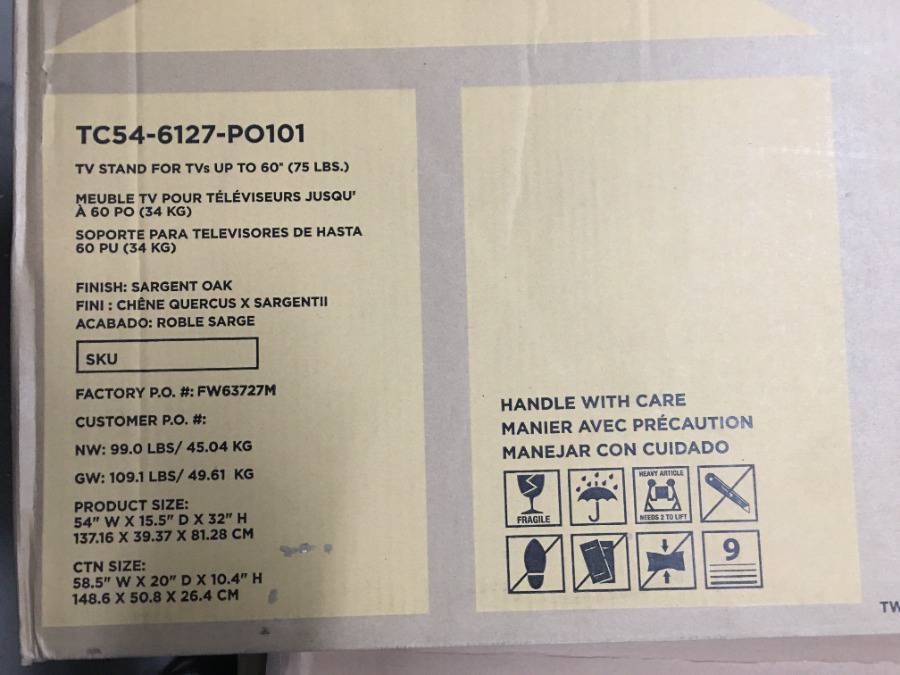 TC54-6127-PO101
TV STAND FOR TVs UP TO 60" (75 LBS.)
MEUBLE TV POUR TÉLÉVISEURS JUSQU'
À 60 PO (34 KG)
SOPORTE PARA TELEVISORES DE HASTA
60 PU (34 KG)
FINISH: SARGENT OAK
FINI : CHÊNE QUERCUS X SARGENTII
ACABADO: ROBLE SARGE
SKU
FACTORY P.O. #: FW63727M
CUSTOMER P.O. #:
NW: 99.0 LBS/ 45.04 KG
GW: 109.1 LBS/ 49.61 KG
PRODUCT SIZE:
54" W X 15.5" D X 32" H
137.16 X 39.37 X 81.28 CM
CTN SIZE:
58.5" W X 20" D X 10.4" H
148.6 X 50.8 X 26.4 CM
HANDLE WITH CARE
MANIER AVEC PRÉCAUTION
MANEJAR CON CUIDADO
FRAGILE
HEAVY ARTICLE
NEEDS 2 TO LIFT
9
TW